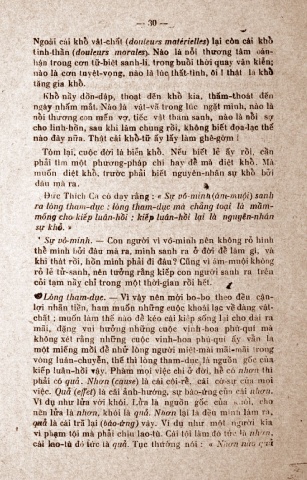 — 30 —
Ngoài cái khổ vật-chất (douleurs matérielles) lại còn cái khổ
tinh-thần (douleurs morales). Nào là nỗi thương tâm oán-
hận trong cơn tử-biệt sanh-li, trong buổi thời quay vận kiển;
nào là cơn tuyệt-vọng, nào là lúc thất-tình, ôi ! thật là khổ
tăng gia khổ.
Khổ nầy dồn-dập, thoạt đến khổ kia, thấm-thoát đến
ngày nhắm mắt. Nào là vật-vã trong lúc ngặt mình, nào là
nỗi thương con mến vợ, tiếc vật tham sanh, nào là nỗi sợ
cho linh-hồn, sau khi lâm chung rồi, không biết đọa-lạc thế
nào đây nữa. Thật cái khổ-tử ấy lấy làm ghê-gớm !
Tóm lại, cuộc đời là biển khổ. Nếu biết lẽ ấy rồi, cần
phải tìm một phương-pháp chi hay để mà diệt khổ. Mà
muốn diệt khổ, trước phải biết nguyên-nhân sự khổ bởi
đâu mà ra.
Đức Thích Ca có dạy rằng : « Sự vô-minh (ám-muội) sanh
ra lòng tham-dục : lòng tham-dục mà chẳng toại là mầm-
mống cho kiếp luân-hồi ; kiếp luân-hồi lại là nguyên-nhân
sự khổ. »
Sự vô-minh. — Con người vì vô-minh nên không rõ hình
thể mình bởi đâu mà ra, mình sanh ra ở đời để làm gì, và
khi thác rồi, hồn mình phải đi đâu? Cũng vì ám-muội không
rõ lẽ tử-sanh, nên tưởng rằng kiếp con người sanh ra trên
cõi tạm nầy chỉ trong một thời-gian rồi hết.
Lòng tham-dục. — Vì vậy nên mới bo-bo theo đều cận-
lợi nhãn tiền, ham muốn những cuộc khoái lạc về đàng vật-
chất ; muốn làm thế nào để kéo cái kiếp sống lại cho dài ra
mãi, đặng vui hưởng những cuộc vinh-hoa phú-quí mà
không xét rằng những cuộc vinh-hoa phú-quí ấy vẫn là
một miếng mồi để nhử lòng người miệt-mài mãi-mãi trong
vòng luân-chuyển, thế thì lòng tham-dục, là nguồn gốc của
kiếp luân-hồi vậy. Phàm mọi việc chi ở đời, hễ có nhơn thì
phải có quả. Nhơn (cause) là cái cội-rễ, cái cơ-sự của mọi
việc. Quả (effet) là cái ảnh-hưởng, sự báo-ứng của cái nhơn.
Ví dụ như lửa với khói. Lửa là nguồn gốc của khói, cho
nên lửa là nhơn, khói là quả. Nhơn lại là đều mình làm ra,
quả là cái trả lại (báo-ứng) vậy. Ví dụ như một người kia
vì phạm tội mà phải chịu lao-tù. Cái tội làm đó tức là nhơn,
cái lao-tù đó tức là quả. Tục thường nói : « Nhơn nào quả